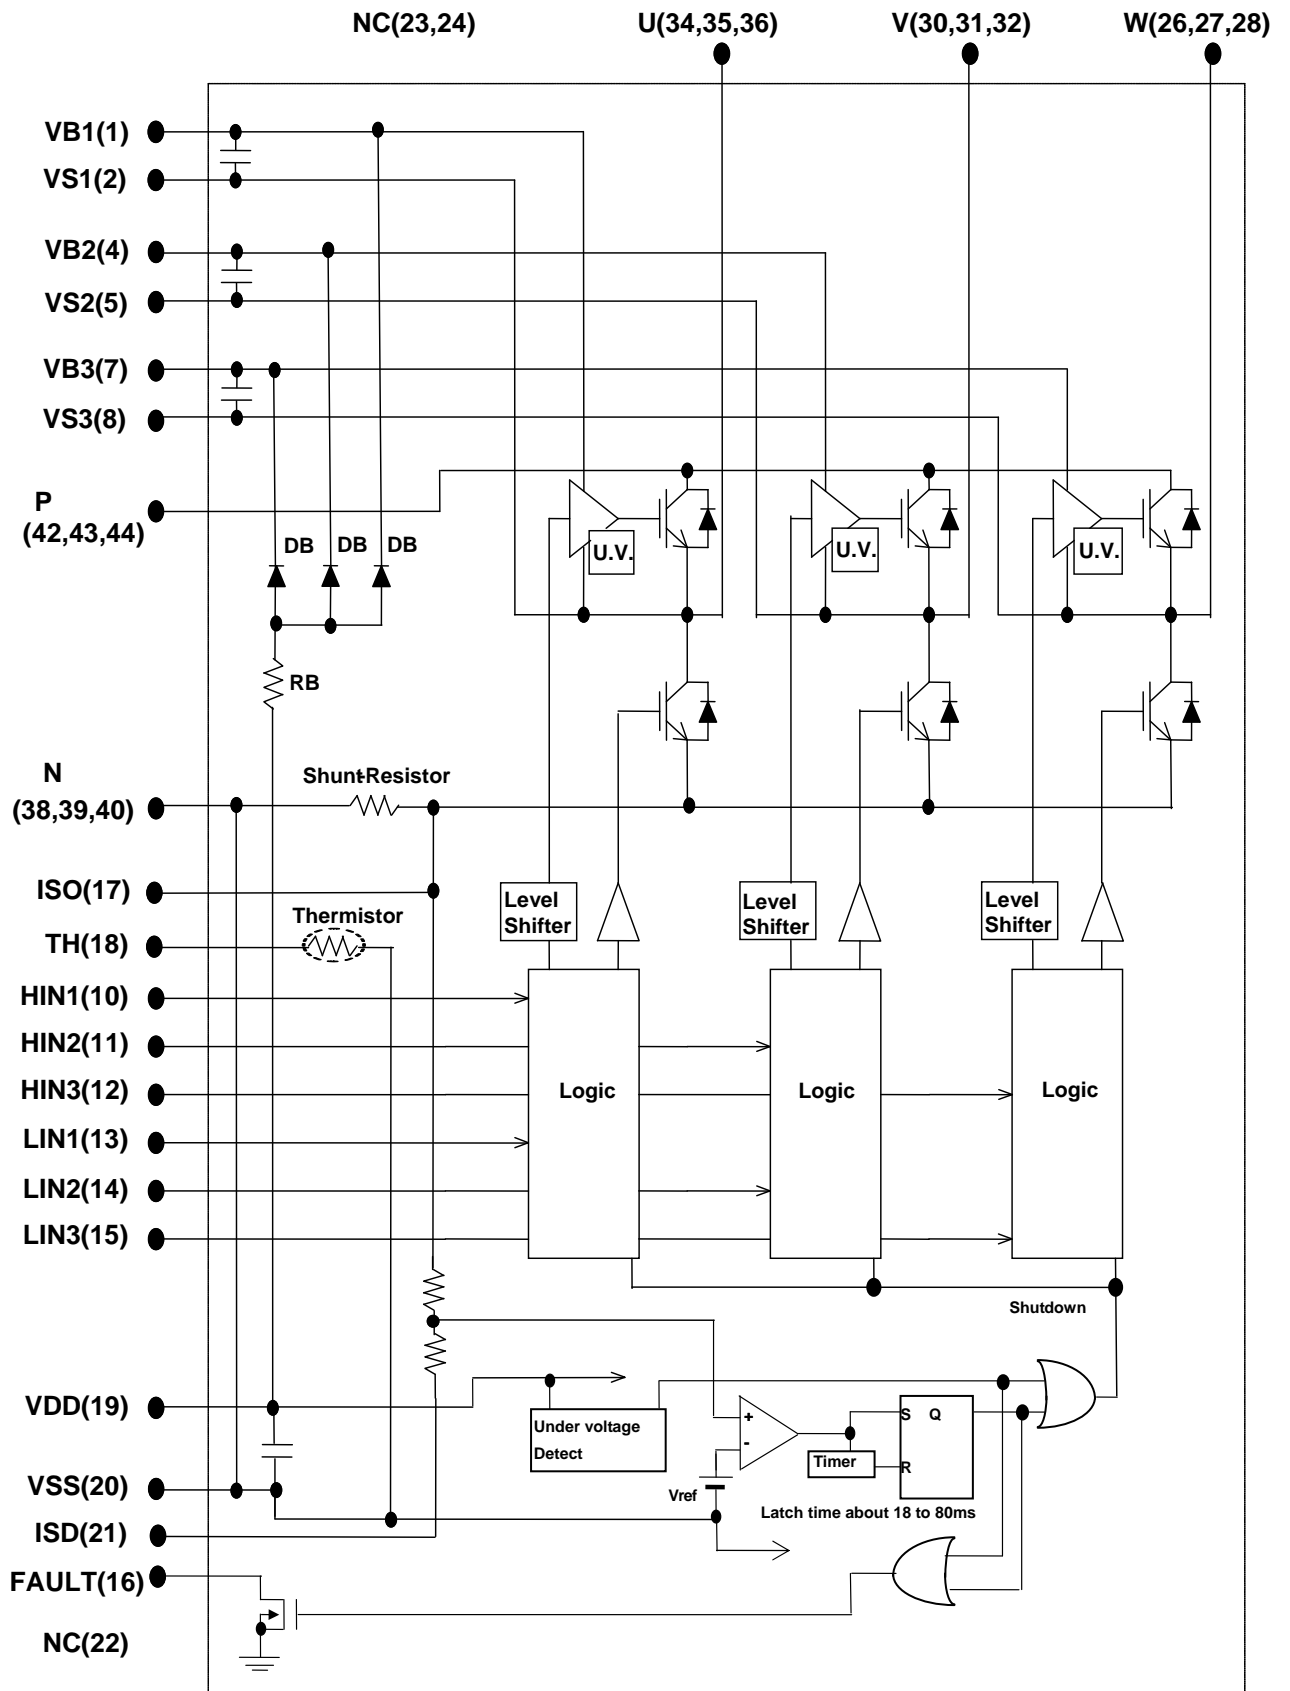 NC(23,24)
U(34,35,36)
V(30,31,32)
W(26,27,28)
VB1(1)
VS1(2)
VB2(4)
VS2(5)
VB3(7)
VS3(8)
P
(42,43,44)
DB
DB
DB
U.V.
U.V.
U.V.
RB
N
(38,39,40)
Shunt-Resistor
ISO(17)
Thermistor
TH(18)
Level
Shifter
Level
Shifter
Level
Shifter
HIN1(10)
HIN2(11)
HIN3(12)
LIN1(13)
LIN2(14)
LIN3(15)
Logic
Logic
Logic
Shutdown
VDD(19)
Under voltage
Detect
+
-
Vref
Timer
S Q
R
Latch time about 18 to 80ms
VSS(20)
ISD(21)
FAULT(16)
NC(22)